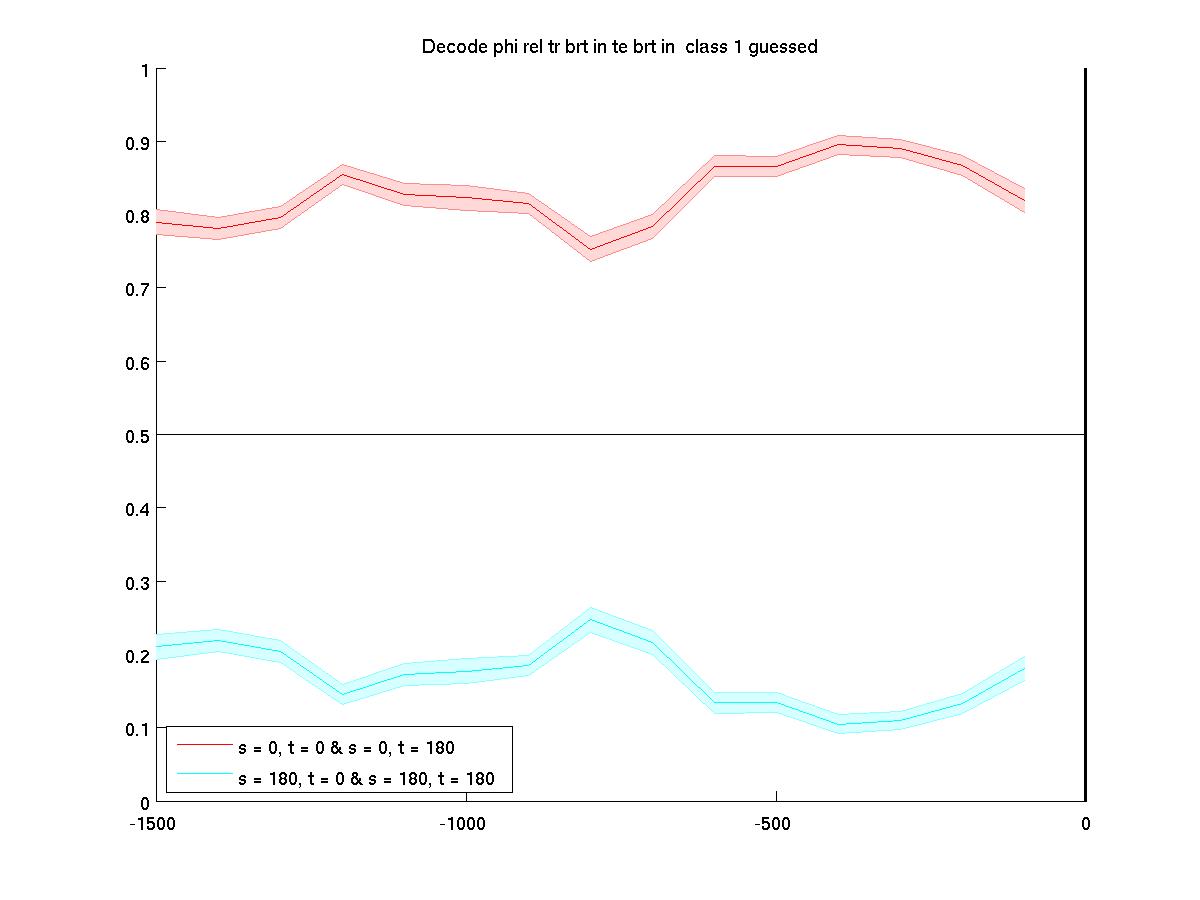 Decode phi rel tr brt in te brt in  class 1 guessed
1
0.9
0.8
0.7
0.6
0.5
0.4
0.3
0.2
0.1
0
s = 0, t = 0 & s = 0, t = 180
s = 180, t = 0 & s = 180, t = 180
-1500 -1000 -500 0